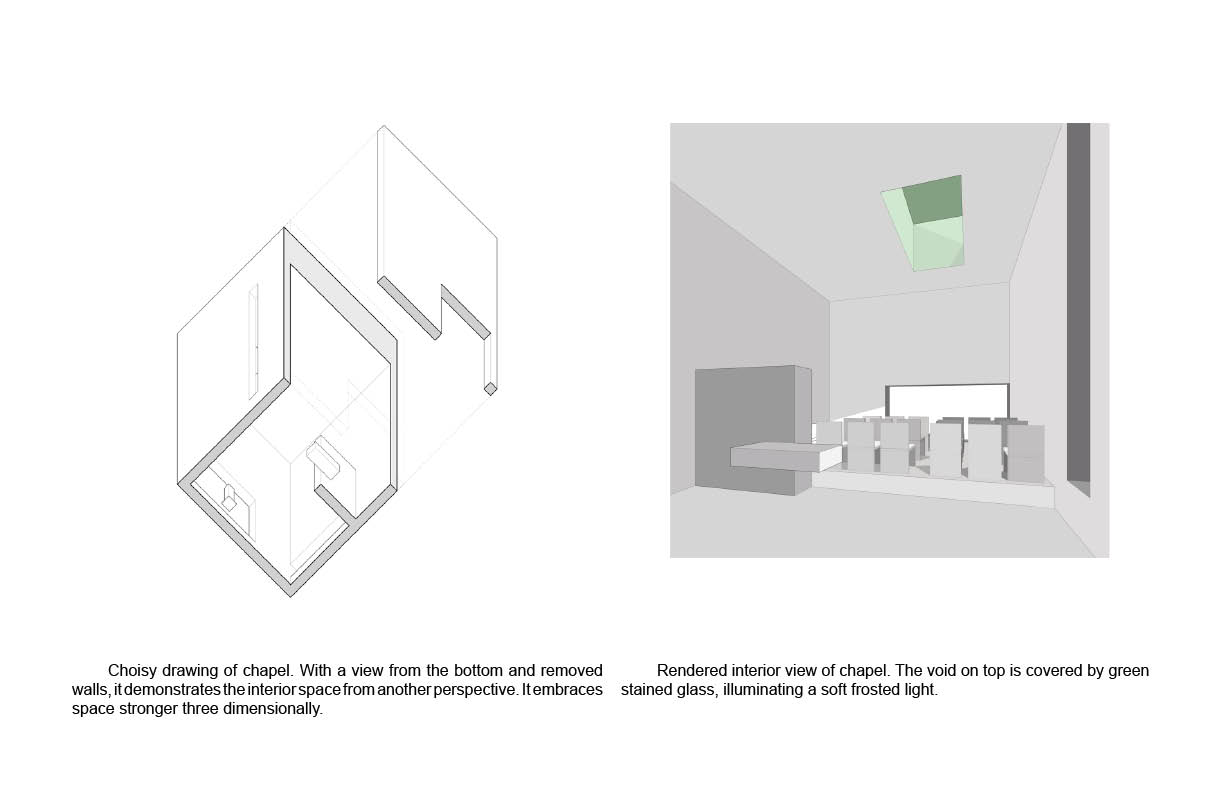 Choisy drawing of chapel. With a view from the bottom and removed
walls, it demonstrates the interior space from another perspective. It embraces
space stronger three dimensionally.
Rendered interior view of chapel. The void on top is covered by green
stained glass, illuminating a soft frosted light.